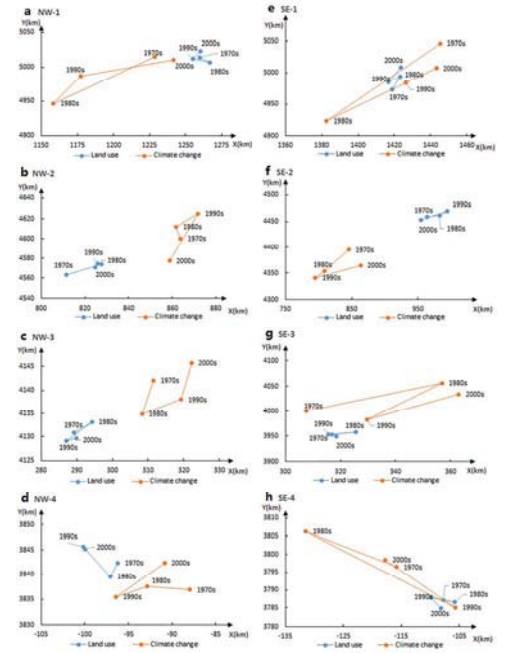 a NW-1
Y(km)
5050
5000
4950
4900
1150 1175 1200 1225 1250 1275 X(km)
1970s
1990s
1980s
2000s
1990s
2000s
1970s
1980s
Land use Climate change
b NW-2
Y(km)
4640
4620
4600
4580
4560
4540
800 820 840 860 880 X(km)
1990s
1980s
1970s
2000s
1970s
1990s
1980s
2000s
Land use Climate change
c NW-3
Y(km)
4145
4145
4135
4130
4125
280 290 300 310 320 330 X(km)
2000s
1970s
1990s
1980s
1970s
1980s
1990s
2000s
Land use Climate change
d NW-4
Y(km)
3850
3845
3840
3835
3830
-105 -100 -95 -90 -85 X(km)
1990s
2000s
1970s
1980s
2000s
1980s
1970s
1990s
Land use Climate change
e SE-1
Y(km)
5050
5000
4950
4900
1360 1380 1400 1420 1440 1460
X(km)
1970s
2000s
2000s
1990s
1980s
1970s
1990s
1980s
Land use Climate change
f SE-2
Y(km)
4500
4450
4400
4350
4300
750 850 950 X(km)
1990s
1970s
2000s
1980s
1970s
1980s
2000s
1990s
Land use Climate change
g SE-3
Y(km)
4100
4050
4000
3950
300 320 340 360 X(km)
1980s
2000s
1970s
1990s
1990s
1980s
1970s
2000s
Land use Climate change
h SE-4
Y(km)
3810
3805
3800
3795
3790
3785
3780
-135 -125 -115 -105 X(km)
1980s
2000s
1970s
1970s
1990s
1980s
2000s
1990s
Land use Climate change